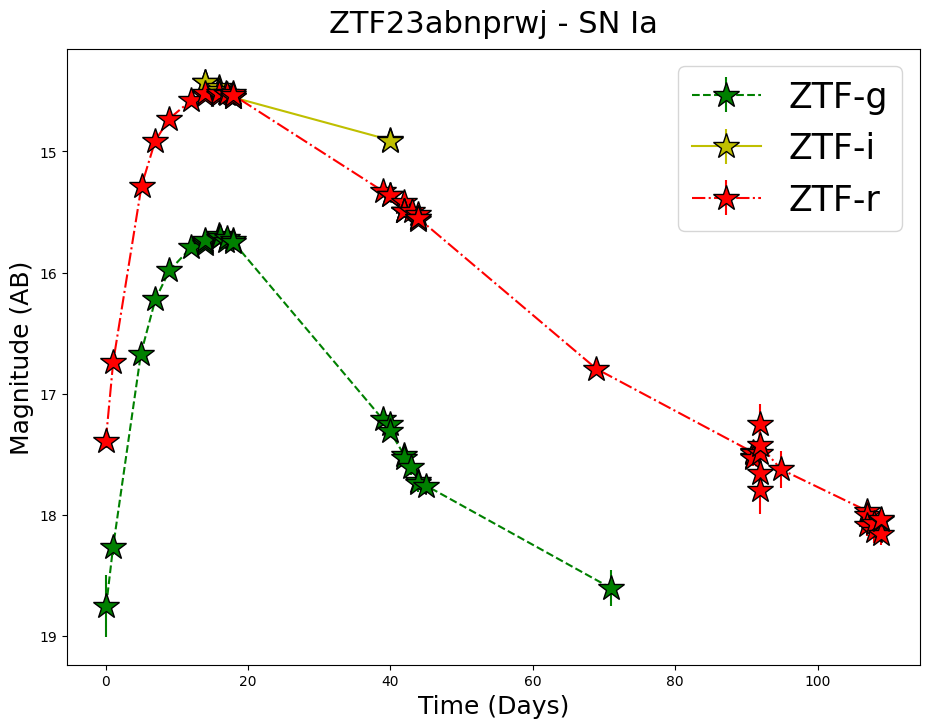 ZTF23abnprwj - SN Ia
ZTF-g
ZTF-i
ZTF-r
Magnitude (AB)
15
16
17
18
19
0 20 40 60 80 100
Time (Days)